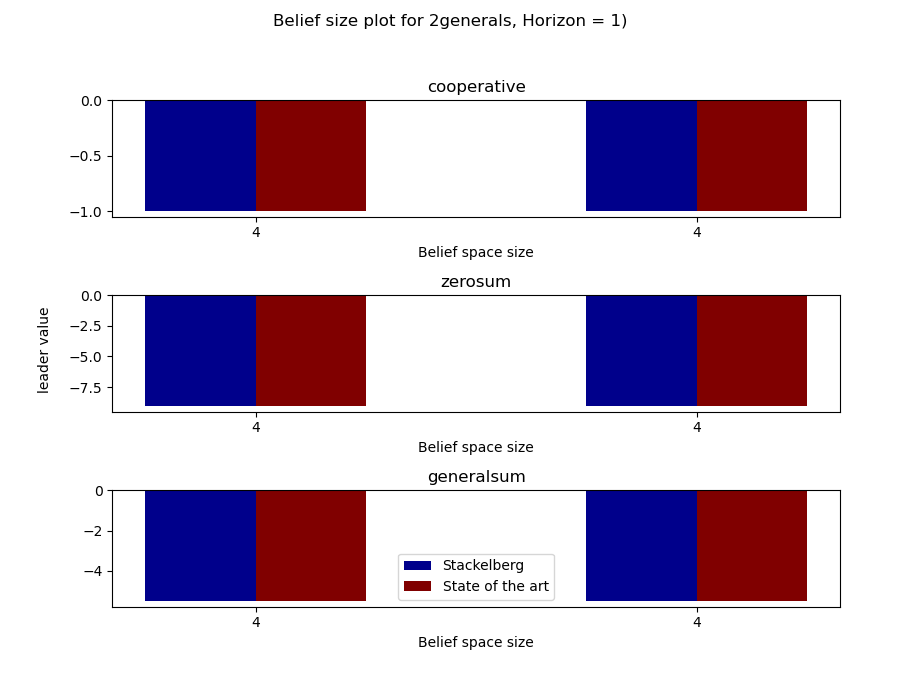 Belief size plot for 2generals, Horizon = 1)
cooperative
0.0
−0.5
−1.0
4
4
Belief space size
zerosum
leader value
0.0
−2.5
−5.0
−7.5
4
4
Belief space size
generalsum
0
−2
−4
Stackelberg
State of the art
4
4
Belief space size